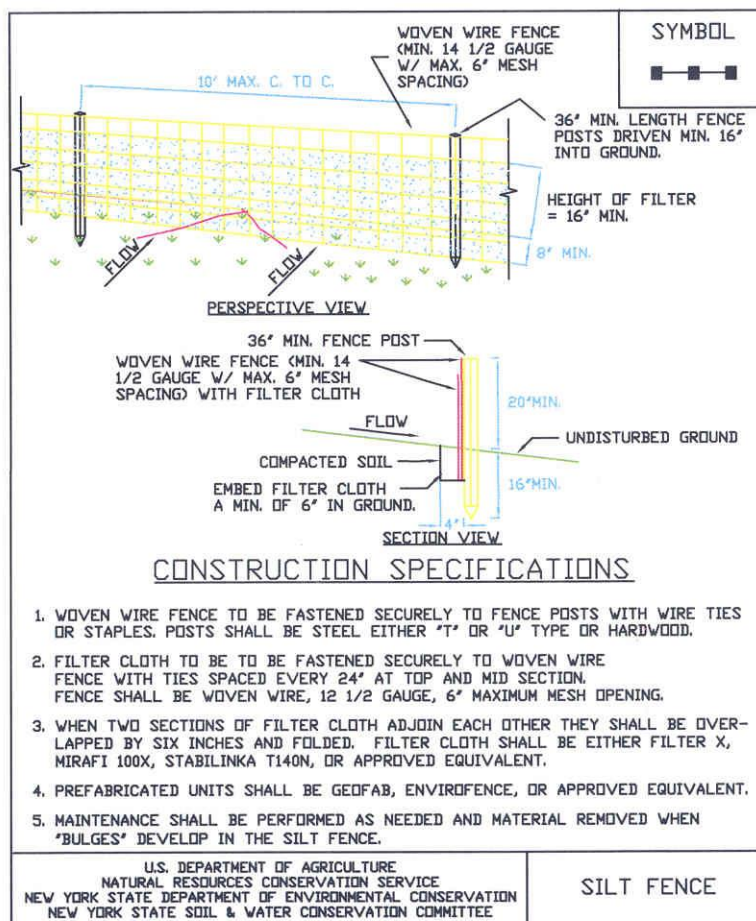 WOVEN WIRE FENCE
(MIN. 14 1/2 GAUGE
W/ MAX. 6" MESH
SPACING)
SYMBOL
10' MAX. C. TO C.
36" MIN. LENGTH FENCE
POSTS DRIVEN MIN. 16"
INTO GROUND.
HEIGHT OF FILTER
= 16" MIN.
8" MIN.
FLOW
FLOW
PERSPECTIVE VIEW
36" MIN. FENCE POST
WOVEN WIRE FENCE (MIN. 14
1/2 GAUGE W/ MAX. 6" MESH
SPACING) WITH FILTER CLOTH
20"MIN.
FLOW
UNDISTURBED GROUND
COMPACTED SOIL
16"MIN.
EMBED FILTER CLOTH
A MIN. OF 6" IN GROUND.
4"
SECTION VIEW
CONSTRUCTION SPECIFICATIONS
1. WOVEN WIRE FENCE TO BE FASTENED SECURELY TO FENCE POSTS WITH WIRE TIES
OR STAPLES. POSTS SHALL BE STEEL EITHER "T" OR "U" TYPE OR HARDWOOD.
2. FILTER CLOTH TO BE TO BE FASTENED SECURELY TO WOVEN WIRE
FENCE WITH TIES SPACED EVERY 24" AT TOP AND MID SECTION.
FENCE SHALL BE WOVEN WIRE, 12 1/2 GAUGE, 6" MAXIMUM MESH OPENING.
3. WHEN TWO SECTIONS OF FILTER CLOTH ADJOIN EACH OTHER THEY SHALL BE OVER-
LAPPED BY SIX INCHES AND FOLDED. FILTER CLOTH SHALL BE EITHER FILTER X,
MIRAFI 100X, STABILINKA T140N, OR APPROVED EQUIVALENT.
4. PREFABRICATED UNITS SHALL BE GEOFAB, ENVIROFENCE, OR APPROVED EQUIVALENT.
5. MAINTENANCE SHALL BE PERFORMED AS NEEDED AND MATERIAL REMOVED WHEN
"BULGES" DEVELOP IN THE SILT FENCE.
U.S. DEPARTMENT OF AGRICULTURE
NATURAL RESOURCES CONSERVATION SERVICE
NEW YORK STATE DEPARTMENT OF ENVIRONMENTAL CONSERVATION
NEW YORK STATE SOIL & WATER CONSERVATION COMMITTEE
SILT FENCE